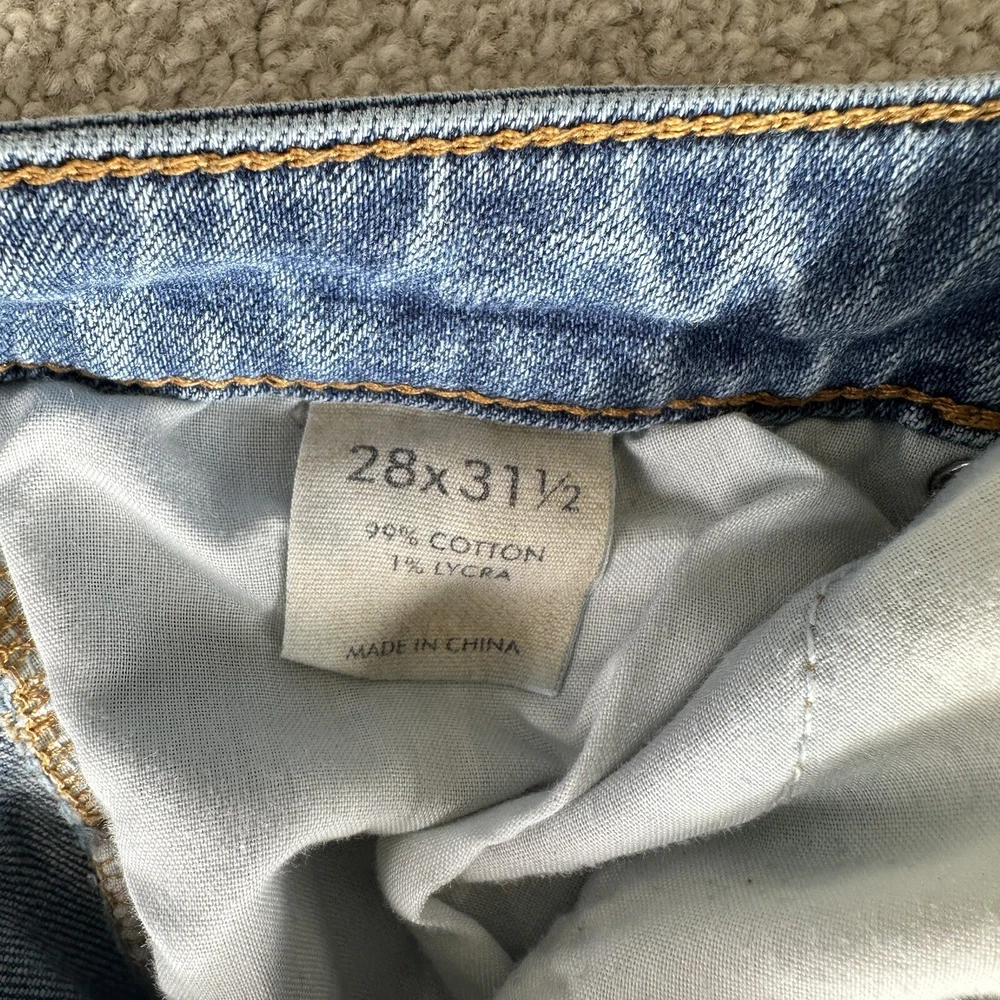 28x31½
99% COTTON
1% LYCRA
MADE IN CHINA